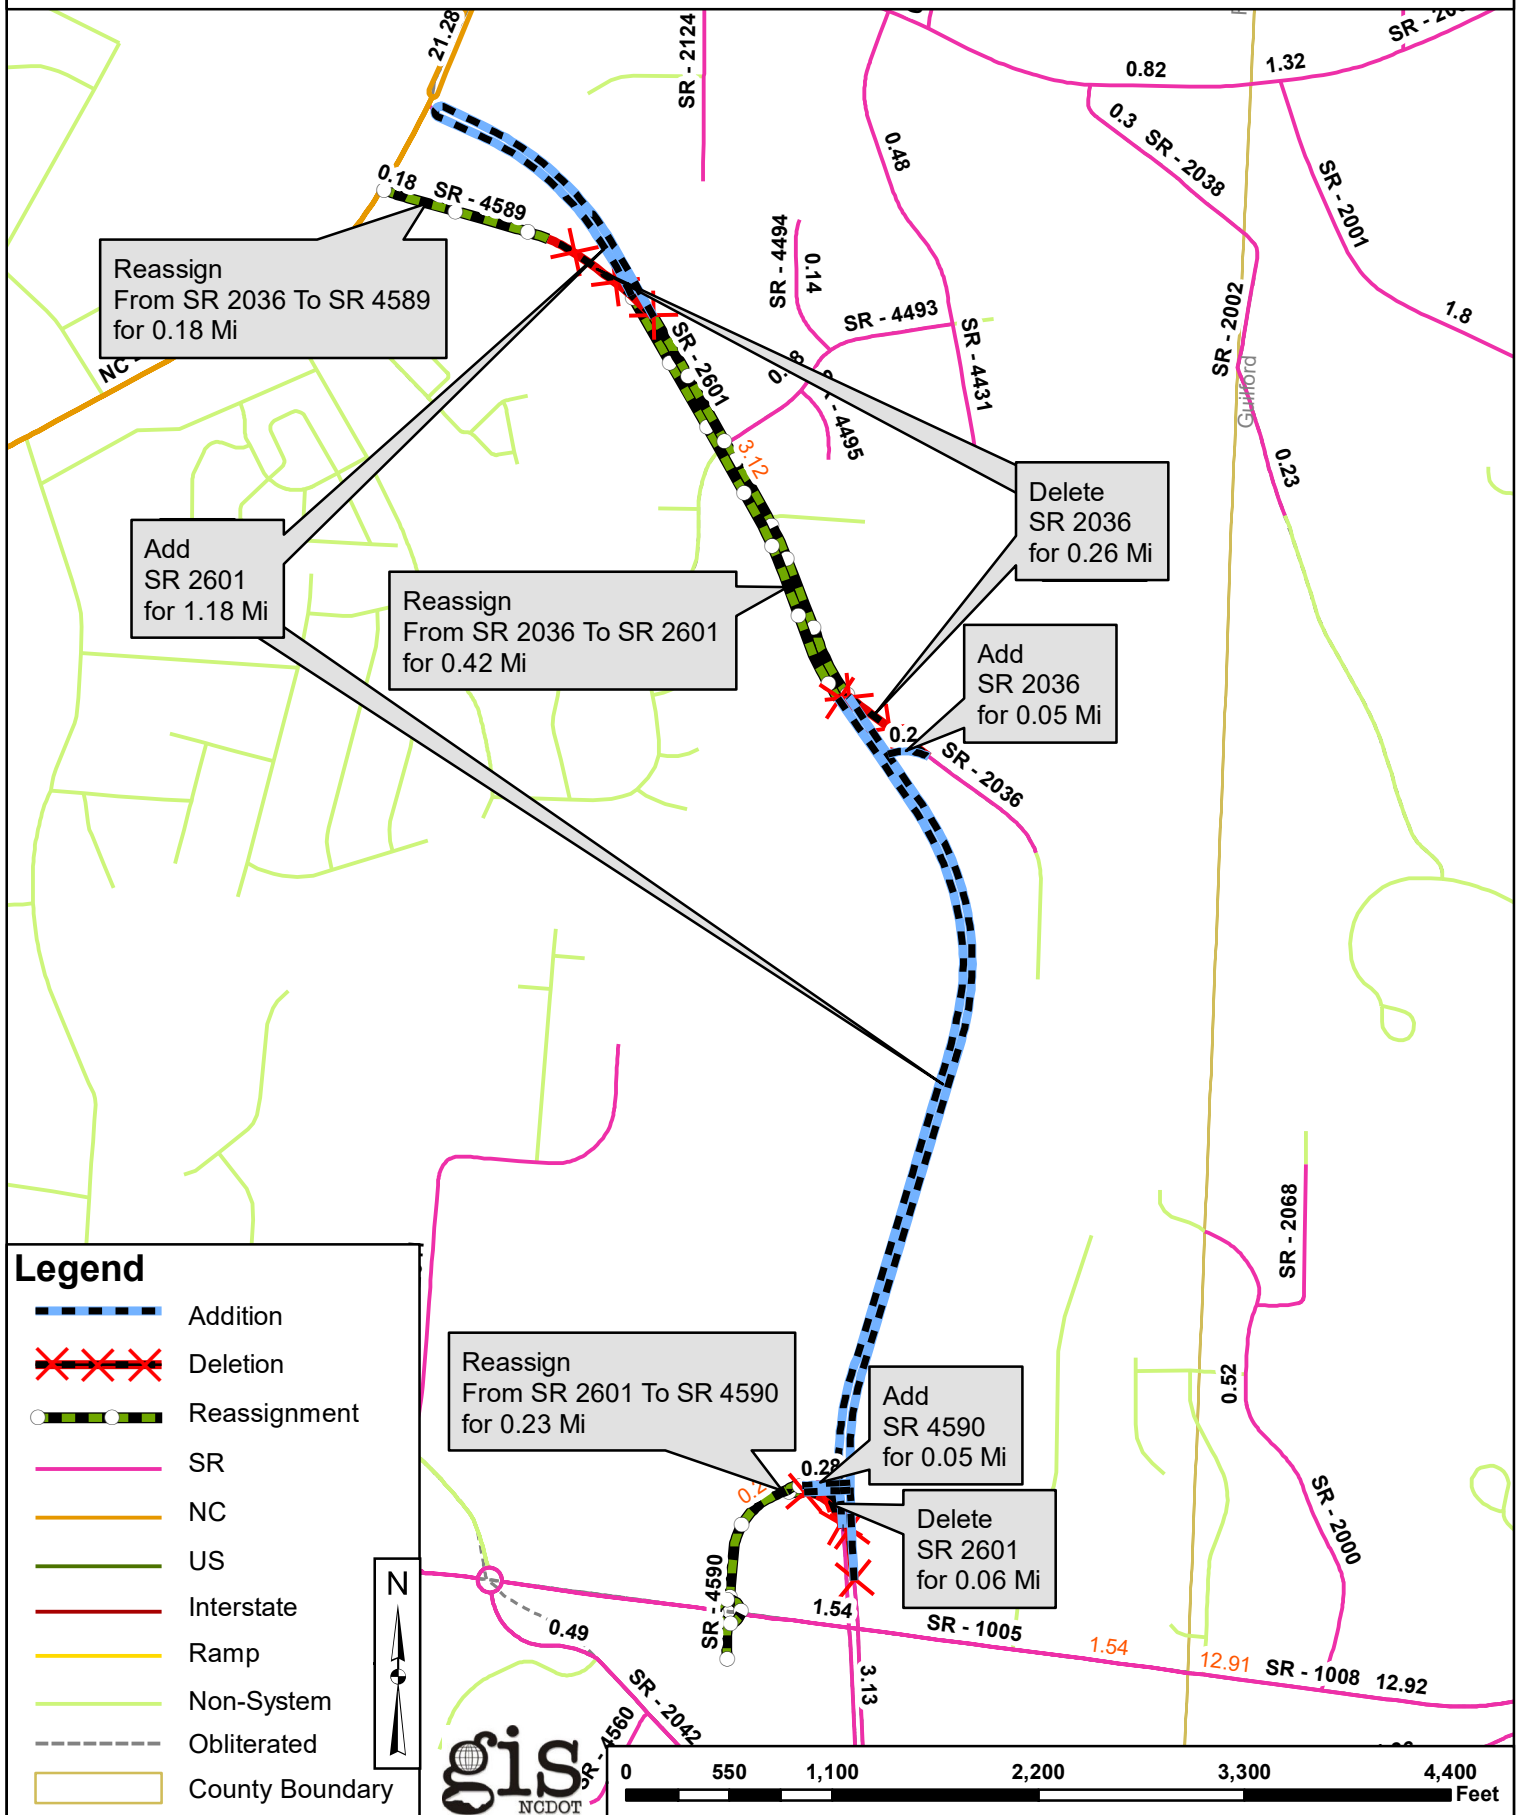 21.28
SR - 2124
0.82
1.32
0.48
0.3
SR - 2038
SR - 2001
0.18
SR - 4589
SR - 4494
0.14
SR - 4493
SR - 4431
SR - 2002
1.8
Guilford
Reassign
From SR 2036 To SR 4589
for 0.18 Mi
NC
SR - 2601
4495
3.12
0.23
Delete
SR 2036
for 0.26 Mi
Add
SR 2601
for 1.18 Mi
Reassign
From SR 2036 To SR 2601
for 0.42 Mi
Add
SR 2036
for 0.05 Mi
0.2
SR - 2036
SR - 2068
0.52
SR - 2000
Reassign
From SR 2601 To SR 4590
for 0.23 Mi
Add
SR 4590
for 0.05 Mi
0.28
Delete
SR 2601
for 0.06 Mi
SR - 4590
1.54
SR - 1005
1.54
12.91
SR - 1008
12.92
0.49
3.13
SR - 2042
SR - 4560
Legend
Addition
Deletion
Reassignment
SR
NC
US
Interstate
Ramp
Non-System
Obliterated
County Boundary
N
gis
NCDOT
0
550
1,100
2,200
3,300
4,400
Feet